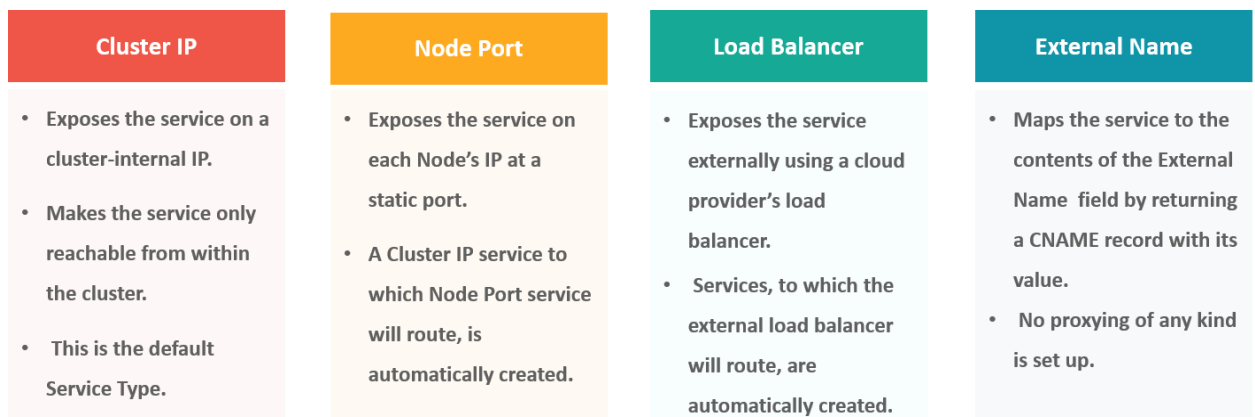 Cluster IP
• Exposes the service on a
cluster-internal IP.
• Makes the service only
reachable from within
the cluster.
• This is the default
Service Type.
Node Port
• Exposes the service on
each Node's IP at a
static port.
• A Cluster IP service to
which Node Port service
will route, is
automatically created.
Load Balancer
• Exposes the service
externally using a cloud
provider's load
balancer.
• Services, to which the
external load balancer
will route, are
automatically created.
External Name
• Maps the service to the
contents of the External
Name field by returning
a CNAME record with its
value.
• No proxying of any kind
is set up.